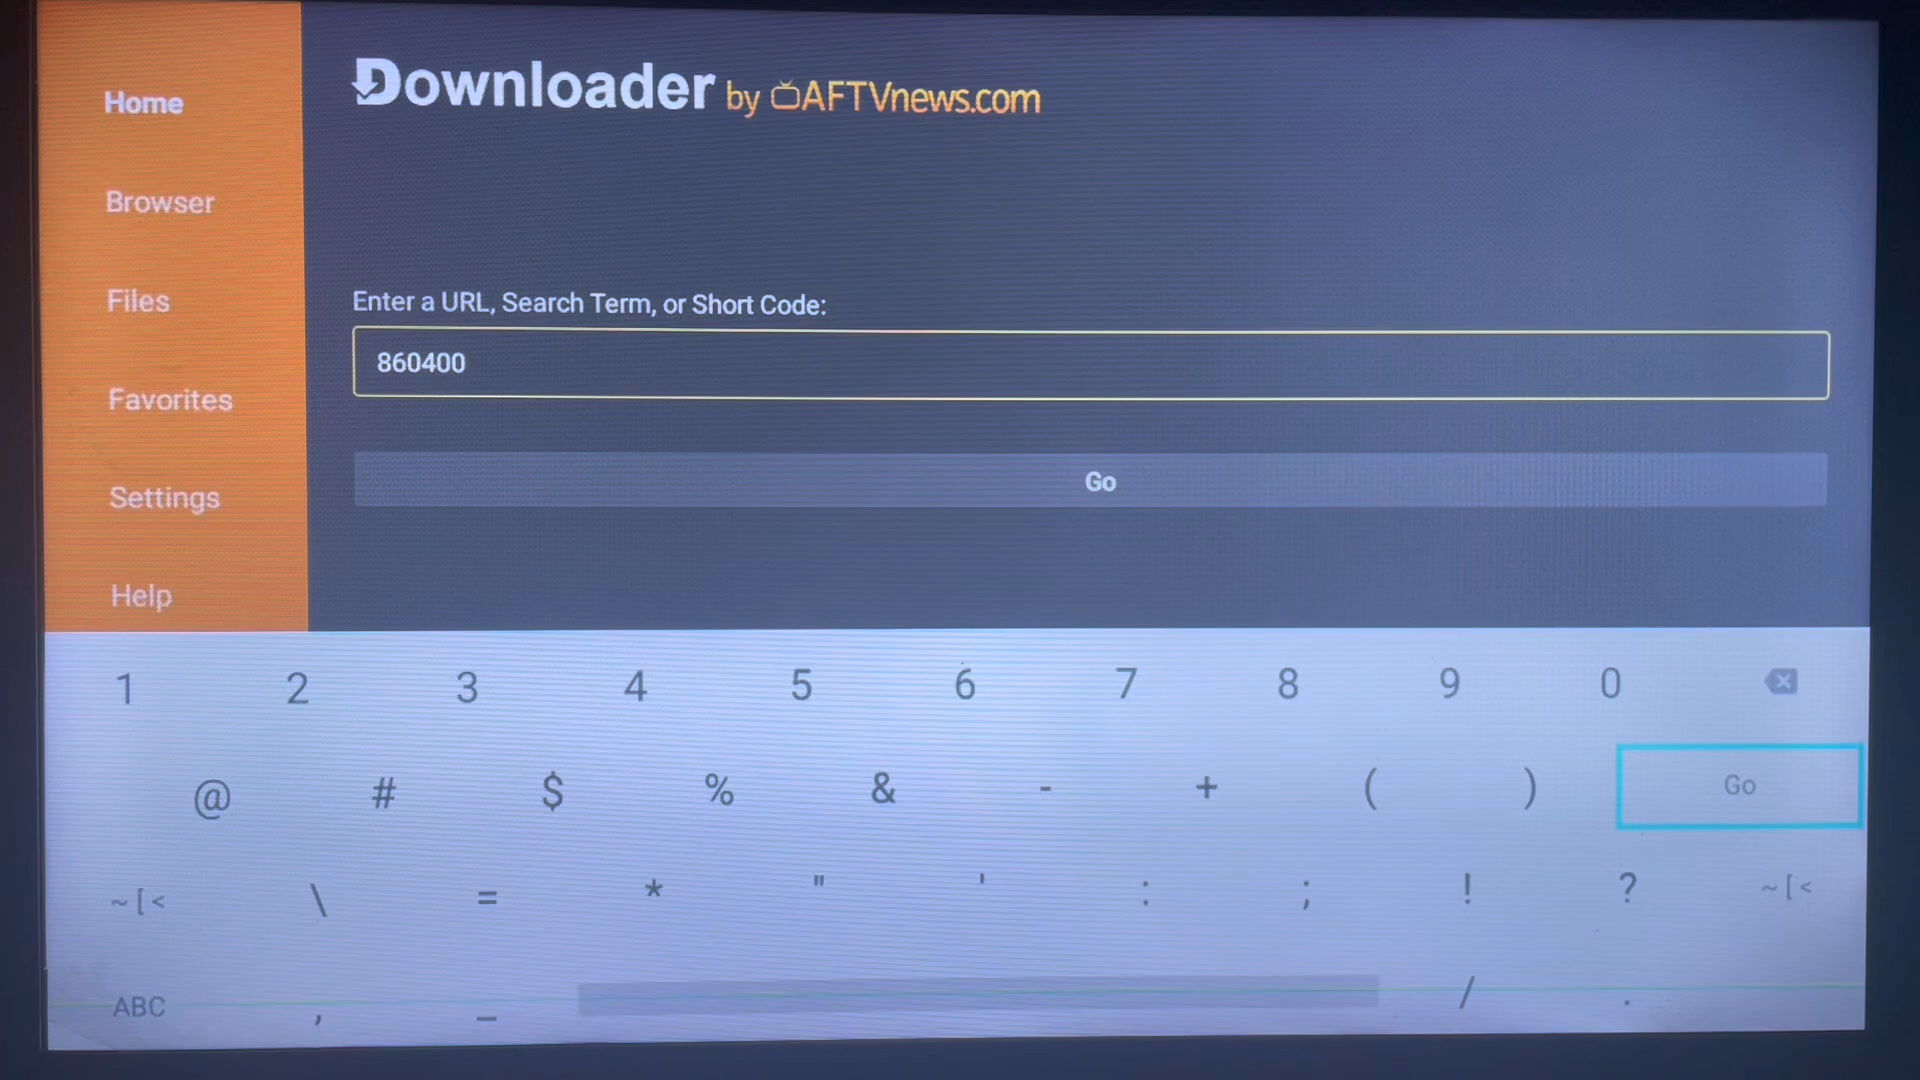 Home
Browser
Files
Favorites
Settings
Help
Downloader by AFTVnews.com
Enter a URL, Search Term, or Short Code:
860400
Go
1 2 3 4 5 6 7 8 9 0
@ # $ % & - + ( ) Go
~[< \ = * " ' : ; ! ? ~[<
ABC , _ / .